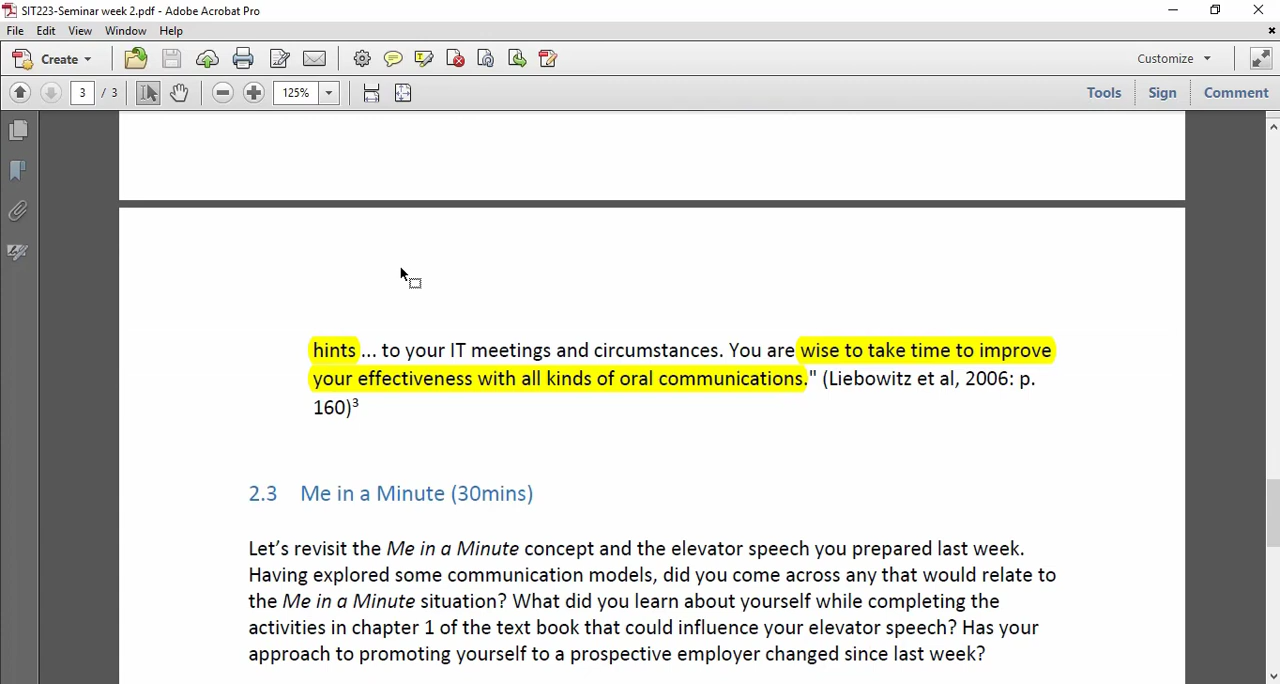 SIT223-Seminar week 2.pdf - Adobe Acrobat Pro
File Edit View Window Help
Create Customize
3 / 3 125% Tools Sign Comment
hints ... to your IT meetings and circumstances. You are wise to take time to improve
your effectiveness with all kinds of oral communications." (Liebowitz et al, 2006: p.
160)³
2.3 Me in a Minute (30mins)
Let’s revisit the Me in a Minute concept and the elevator speech you prepared last week.
Having explored some communication models, did you come across any that would relate to
the Me in a Minute situation? What did you learn about yourself while completing the
activities in chapter 1 of the text book that could influence your elevator speech? Has your
approach to promoting yourself to a prospective employer changed since last week?